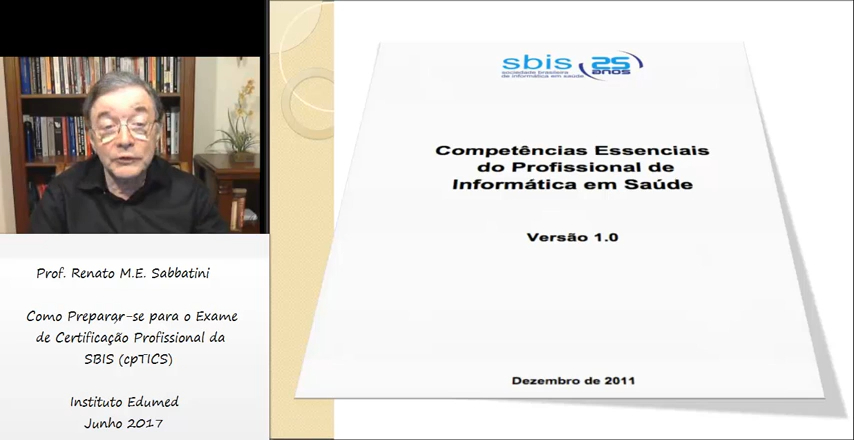 Prof. Renato M.E. Sabbatini
Como Preparar-se para o Exame
de Certificação Profissional da
SBIS (cpTICS)
Instituto Edumed
Junho 2017
sbis 25
sociedade brasileira
de informática em saúde anos
Competências Essenciais
do Profissional de
Informática em Saúde
Versão 1.0
Dezembro de 2011